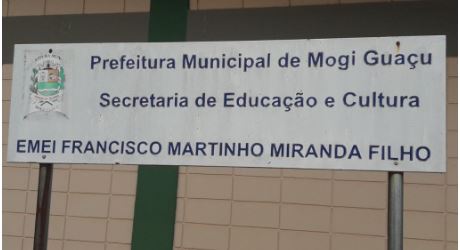 Prefeitura Municipal de Mogi Guaçu
Secretaria de Educação e Cultura
EMEI FRANCISCO MARTINHO MIRANDA FILHO